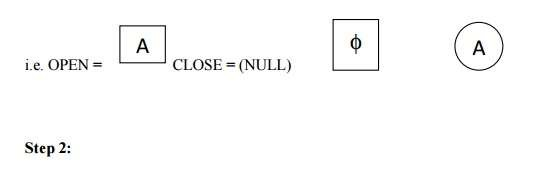 i.e. OPEN = A CLOSE = (NULL) ϕ A
Step 2: